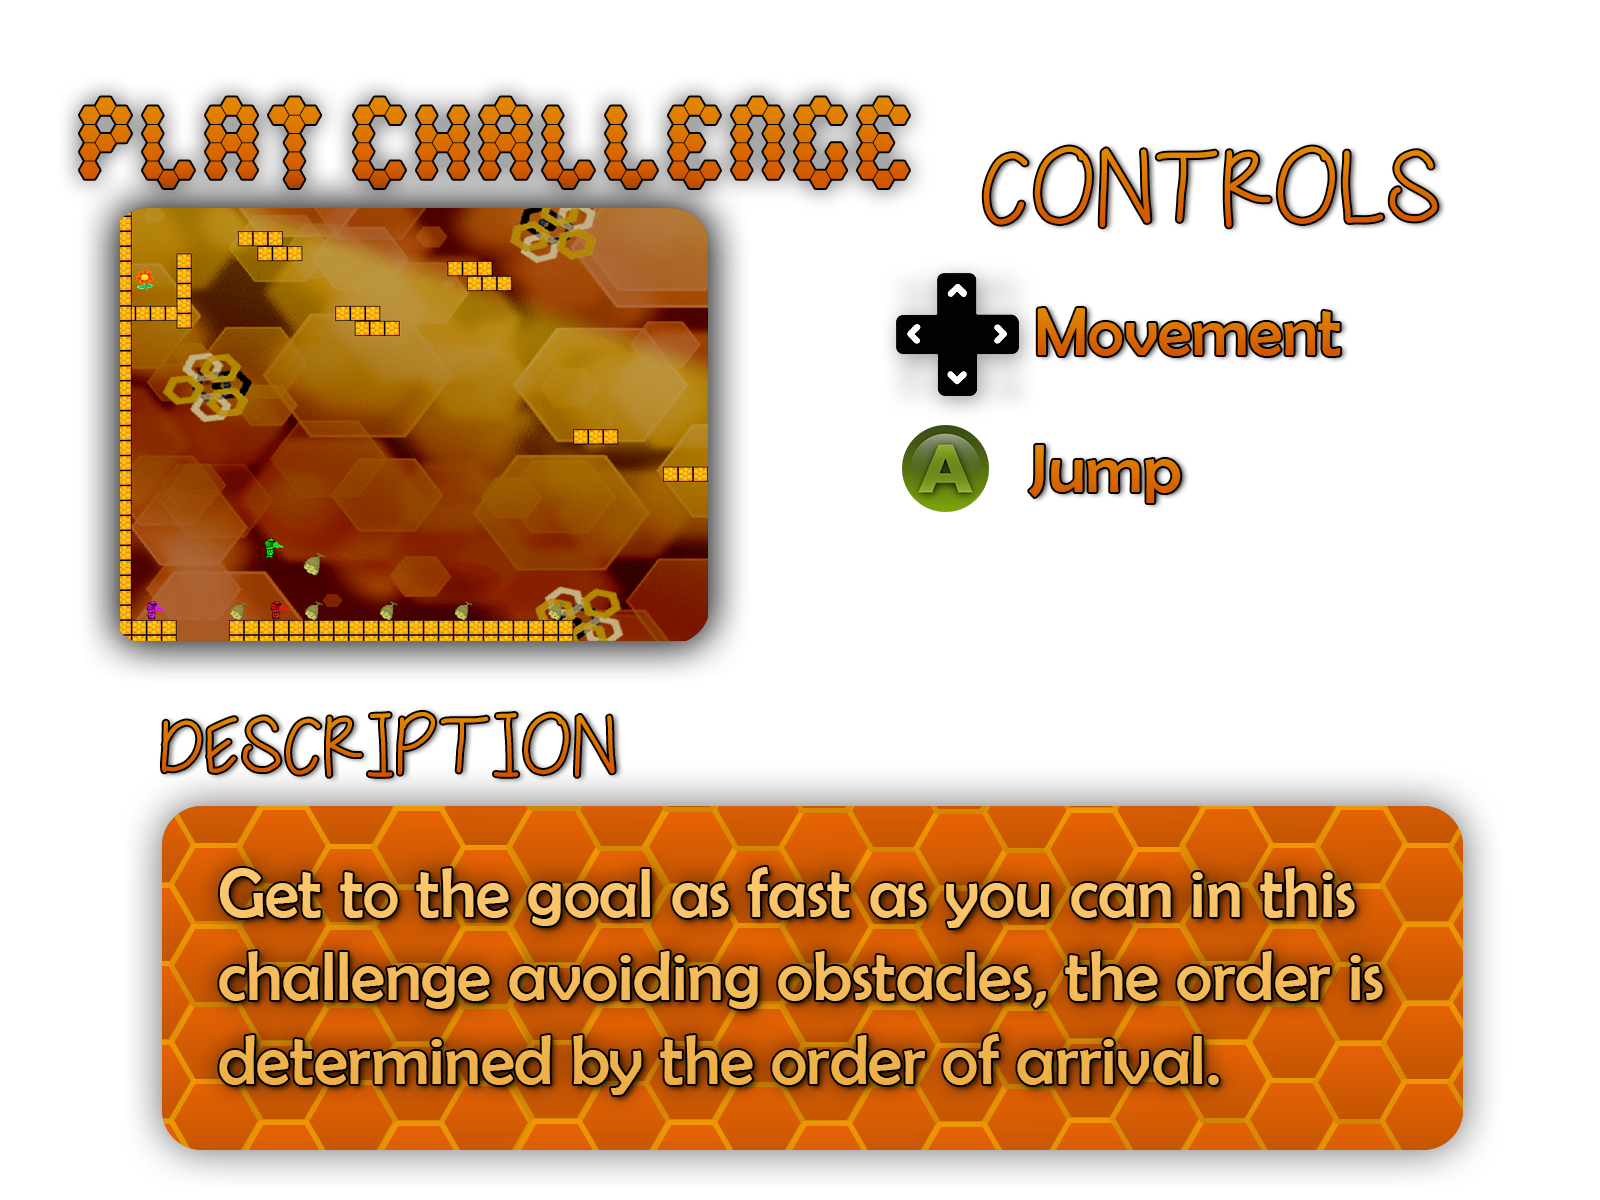 PLAT CHALLENGE
CONTROLS
Movement
A
Jump
DESCRIPTION
Get to the goal as fast as you can in this
challenge avoiding obstacles, the order is
determined by the order of arrival.